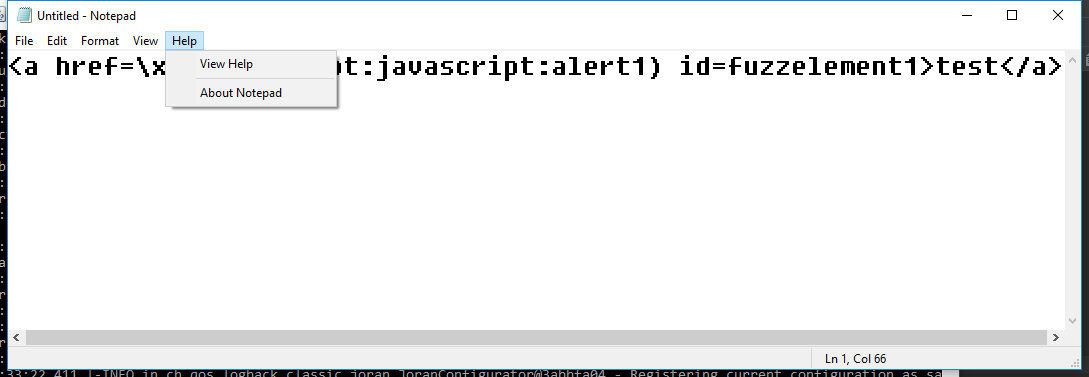 Untitled - Notepad
File Edit Format View Help
<a href=\x t:javascript:alert1) id=fuzzelement1>test</a>
View Help
About Notepad
Ln 1, Col 66
:33:22,411 |-INFO in ch.qos.logback.classic.joran.JoranConfigurator@3abbfa04 - Registering current configuration as sa